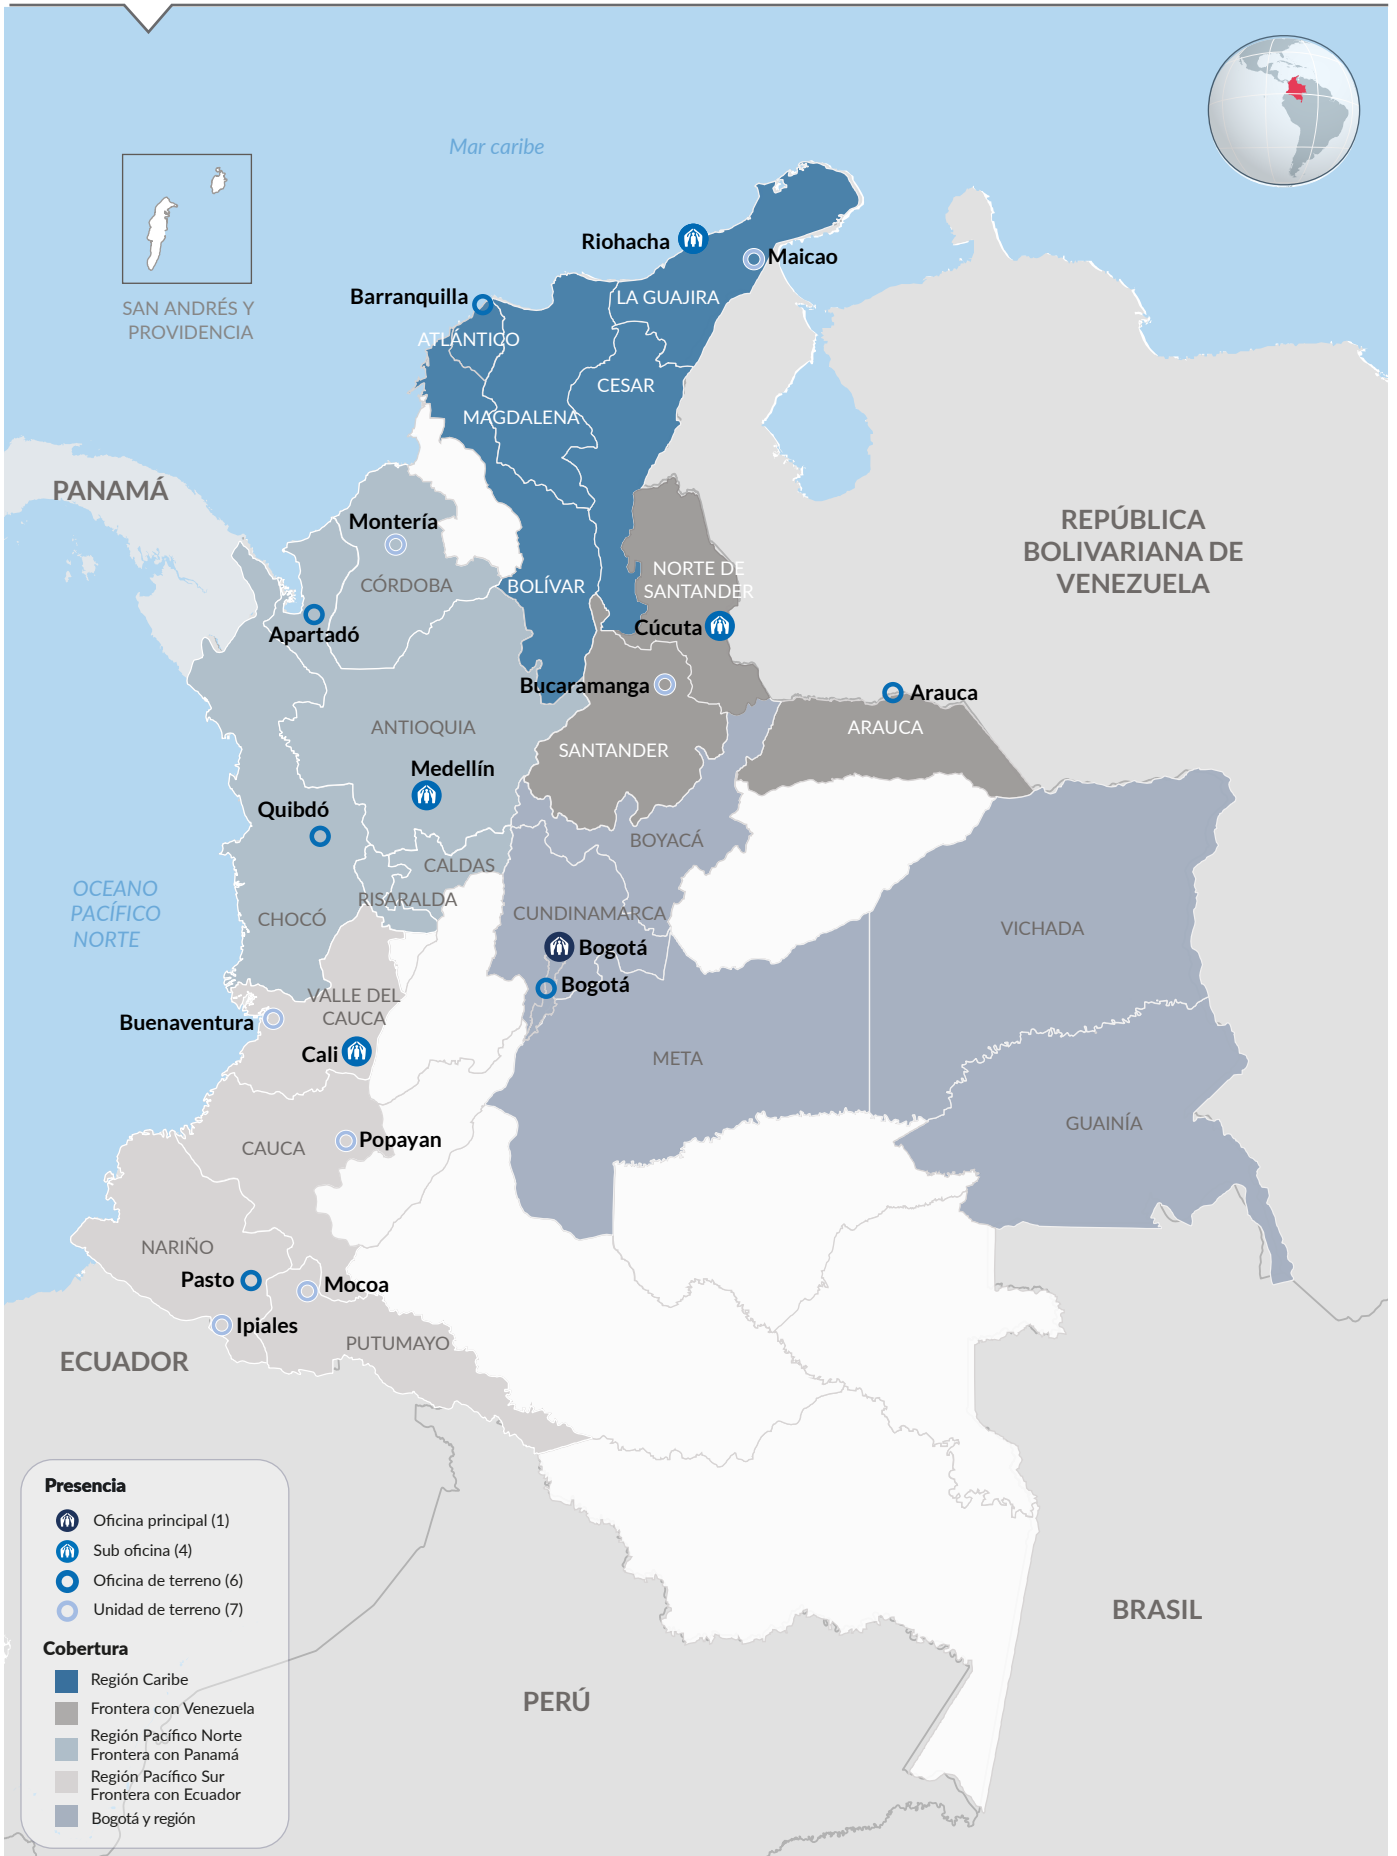 Mar caribe
Riohacha
Maicao
Barranquilla
LA GUAJIRA
SAN ANDRÉS Y
PROVIDENCIA
ATLÁNTICO
CESAR
MAGDALENA
PANAMÁ
Montería
REPÚBLICA
BOLIVARIANA DE
VENEZUELA
NORTE DE
SANTANDER
CÓRDOBA
BOLÍVAR
Apartadó
Cúcuta
Bucaramanga
Arauca
ANTIOQUIA
ARAUCA
SANTANDER
Medellín
Quibdó
BOYACÁ
CALDAS
OCEANO
PACÍFICO
NORTE
RISARALDA
CHOCÓ
CUNDINAMARCA
VICHADA
Bogotá
Bogotá
VALLE DEL
CAUCA
Buenaventura
Cali
META
GUAINÍA
CAUCA
Popayan
NARIÑO
Pasto
Mocoa
Ipiales
PUTUMAYO
ECUADOR
Presencia
Oficina principal (1)
Sub oficina (4)
Oficina de terreno (6)
Unidad de terreno (7)
Cobertura
Región Caribe
Frontera con Venezuela
Región Pacífico Norte
Frontera con Panamá
Región Pacífico Sur
Frontera con Ecuador
Bogotá y región
BRASIL
PERÚ